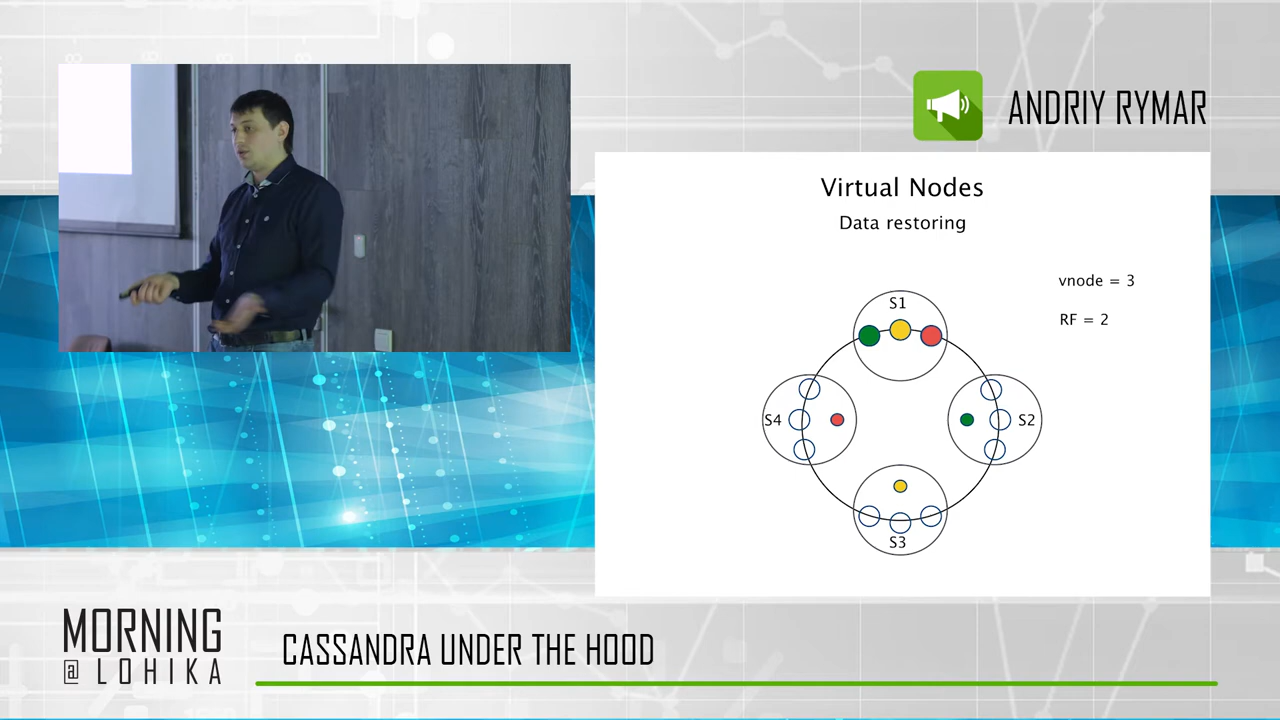 ANDRIY RYMAR
Virtual Nodes
Data restoring
vnode = 3
RF = 2
S1
S4
S2
S3
MORNING
@ LOHIKA
CASSANDRA UNDER THE HOOD